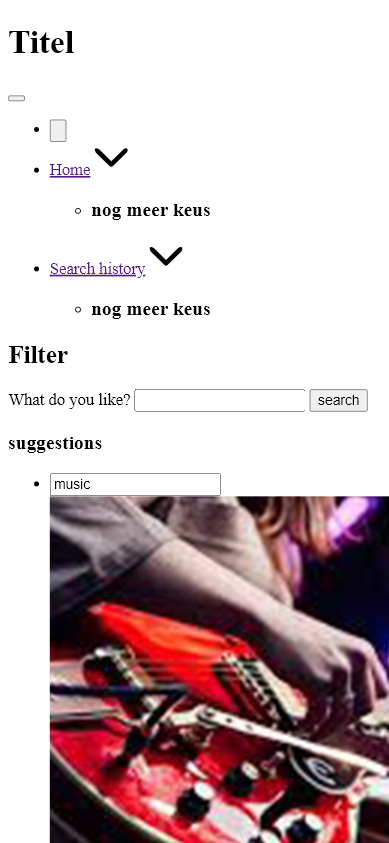 Titel
Home
nog meer keus
Search history
nog meer keus
Filter
What do you like? search
suggestions
music